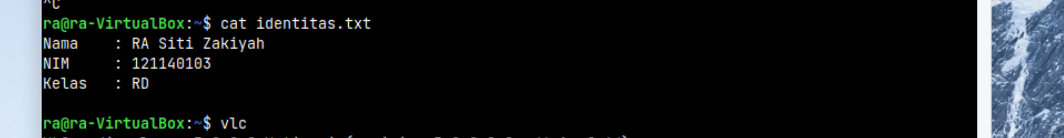 ^C
ra@ra-VirtualBox:~$ cat identitas.txt
Nama    : RA Siti Zakiyah
NIM     : 121140103
Kelas   : RD
ra@ra-VirtualBox:~$ vlc